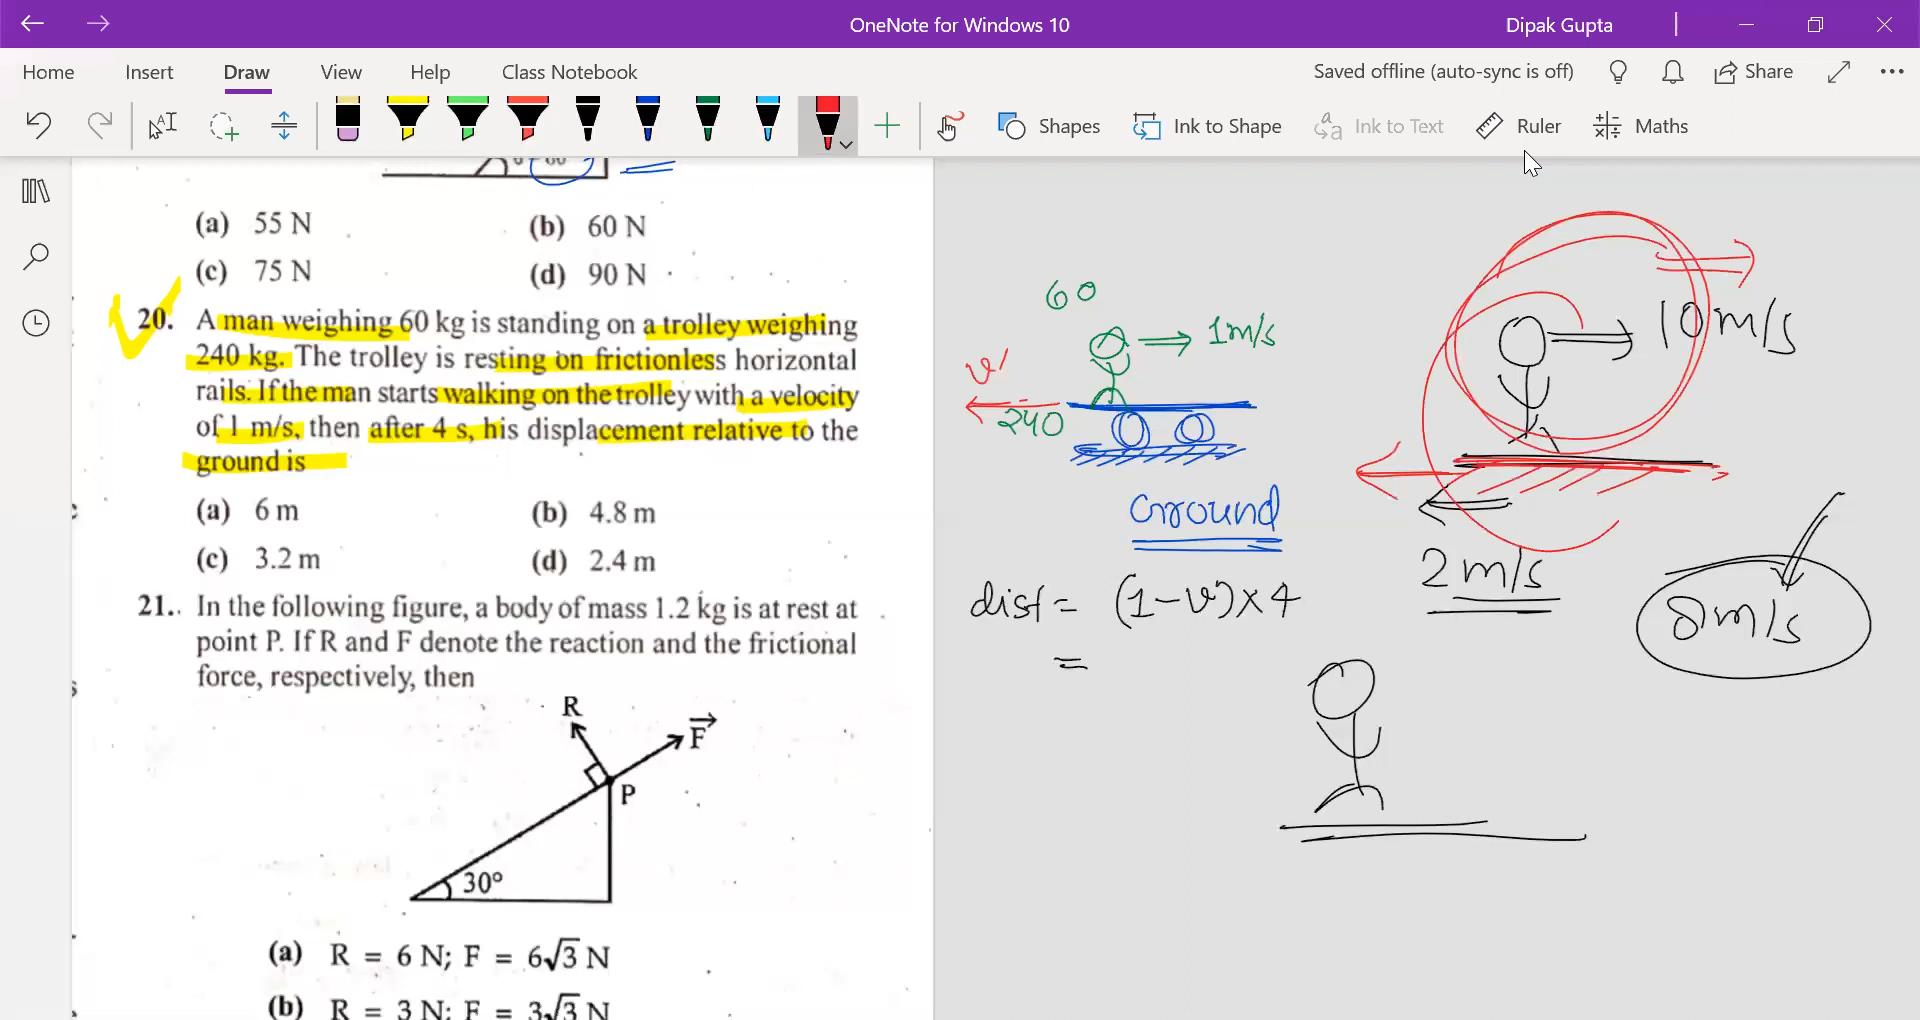 OneNote for Windows 10
Dipak Gupta
Home Insert Draw View Help Class Notebook
Saved offline (auto-sync is off)
Share
Shapes
Ink to Shape
Ink to Text
Ruler
Maths
(a) 55 N (b) 60 N
(c) 75 N (d) 90 N
20. A man weighing 60 kg is standing on a trolley weighing
240 kg. The trolley is resting on frictionless horizontal
rails. If the man starts walking on the trolley with a velocity
of 1 m/s, then after 4 s, his displacement relative to the
ground is
(a) 6 m (b) 4.8 m
(c) 3.2 m (d) 2.4 m
21. In the following figure, a body of mass 1.2 kg is at rest at
point P. If R and F denote the reaction and the frictional
force, respectively, then
R
F
P
30°
(a) R = 6 N; F = 6√3 N
(b) R = 3 N; F = 3√3 N
60
1m/s
v
240
Ground
dist = (1-v)×4
=
10m/s
2 m/s
8m/s